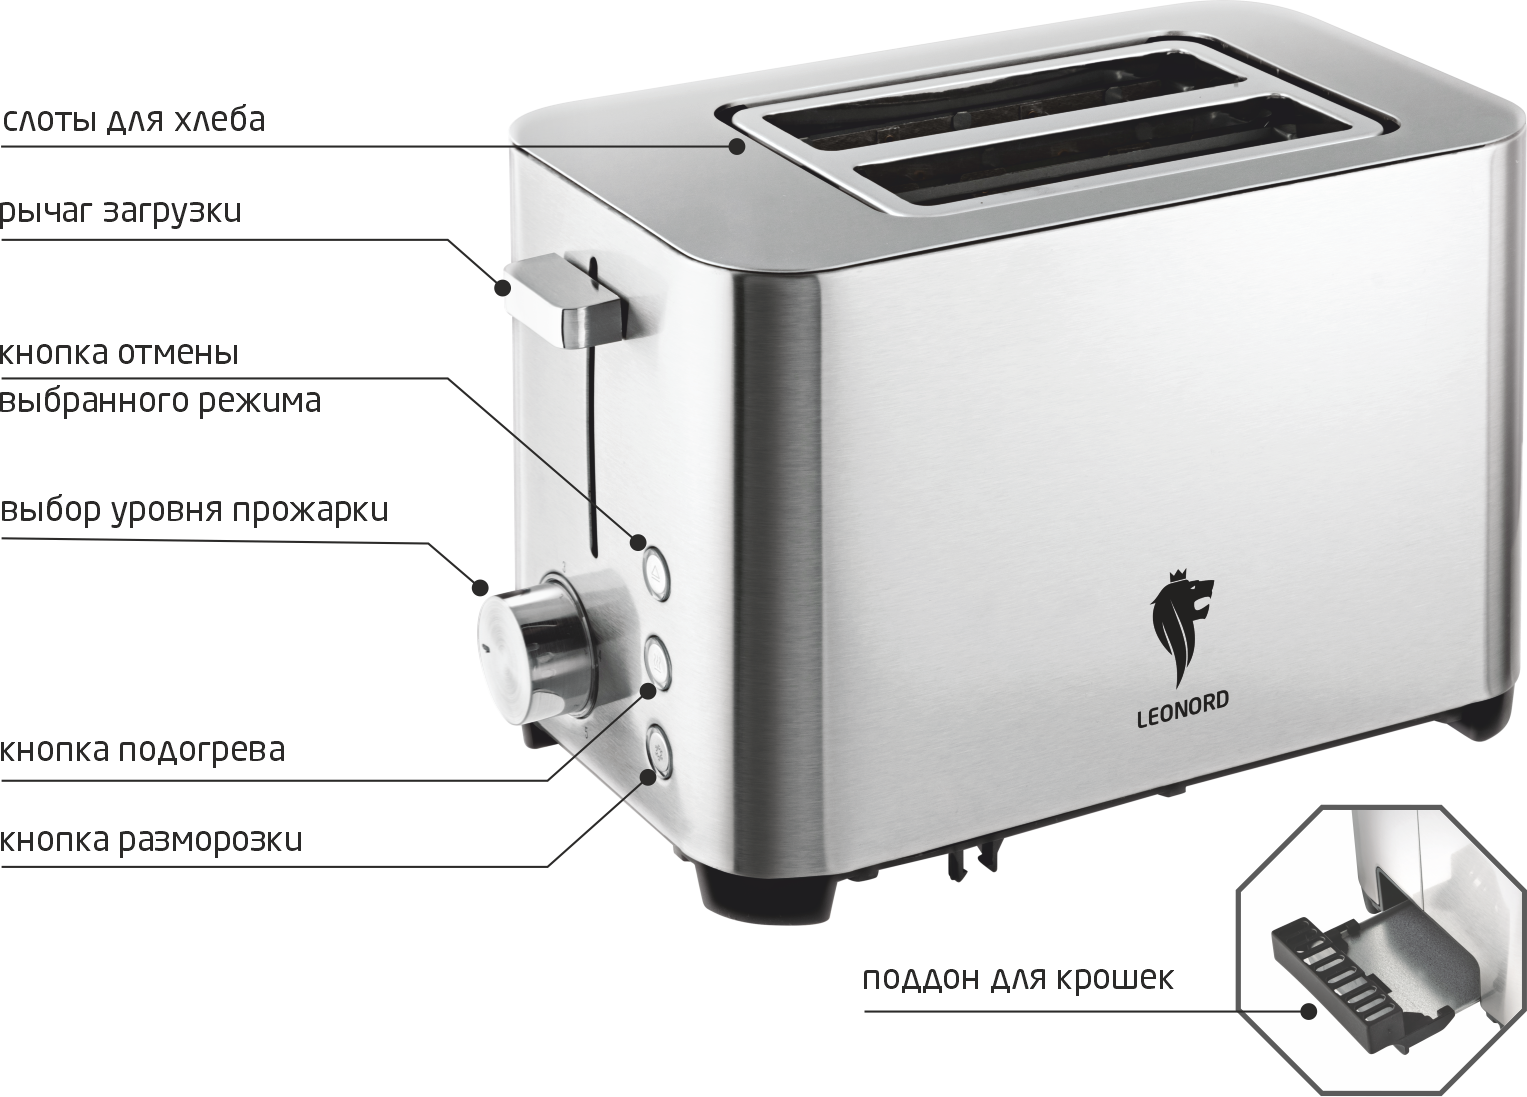 слоты для хлеба
рычаг загрузки
кнопка отмены
выбранного режима
выбор уровня прожарки
кнопка подогрева
кнопка разморозки
LEONORD
поддон для крошек